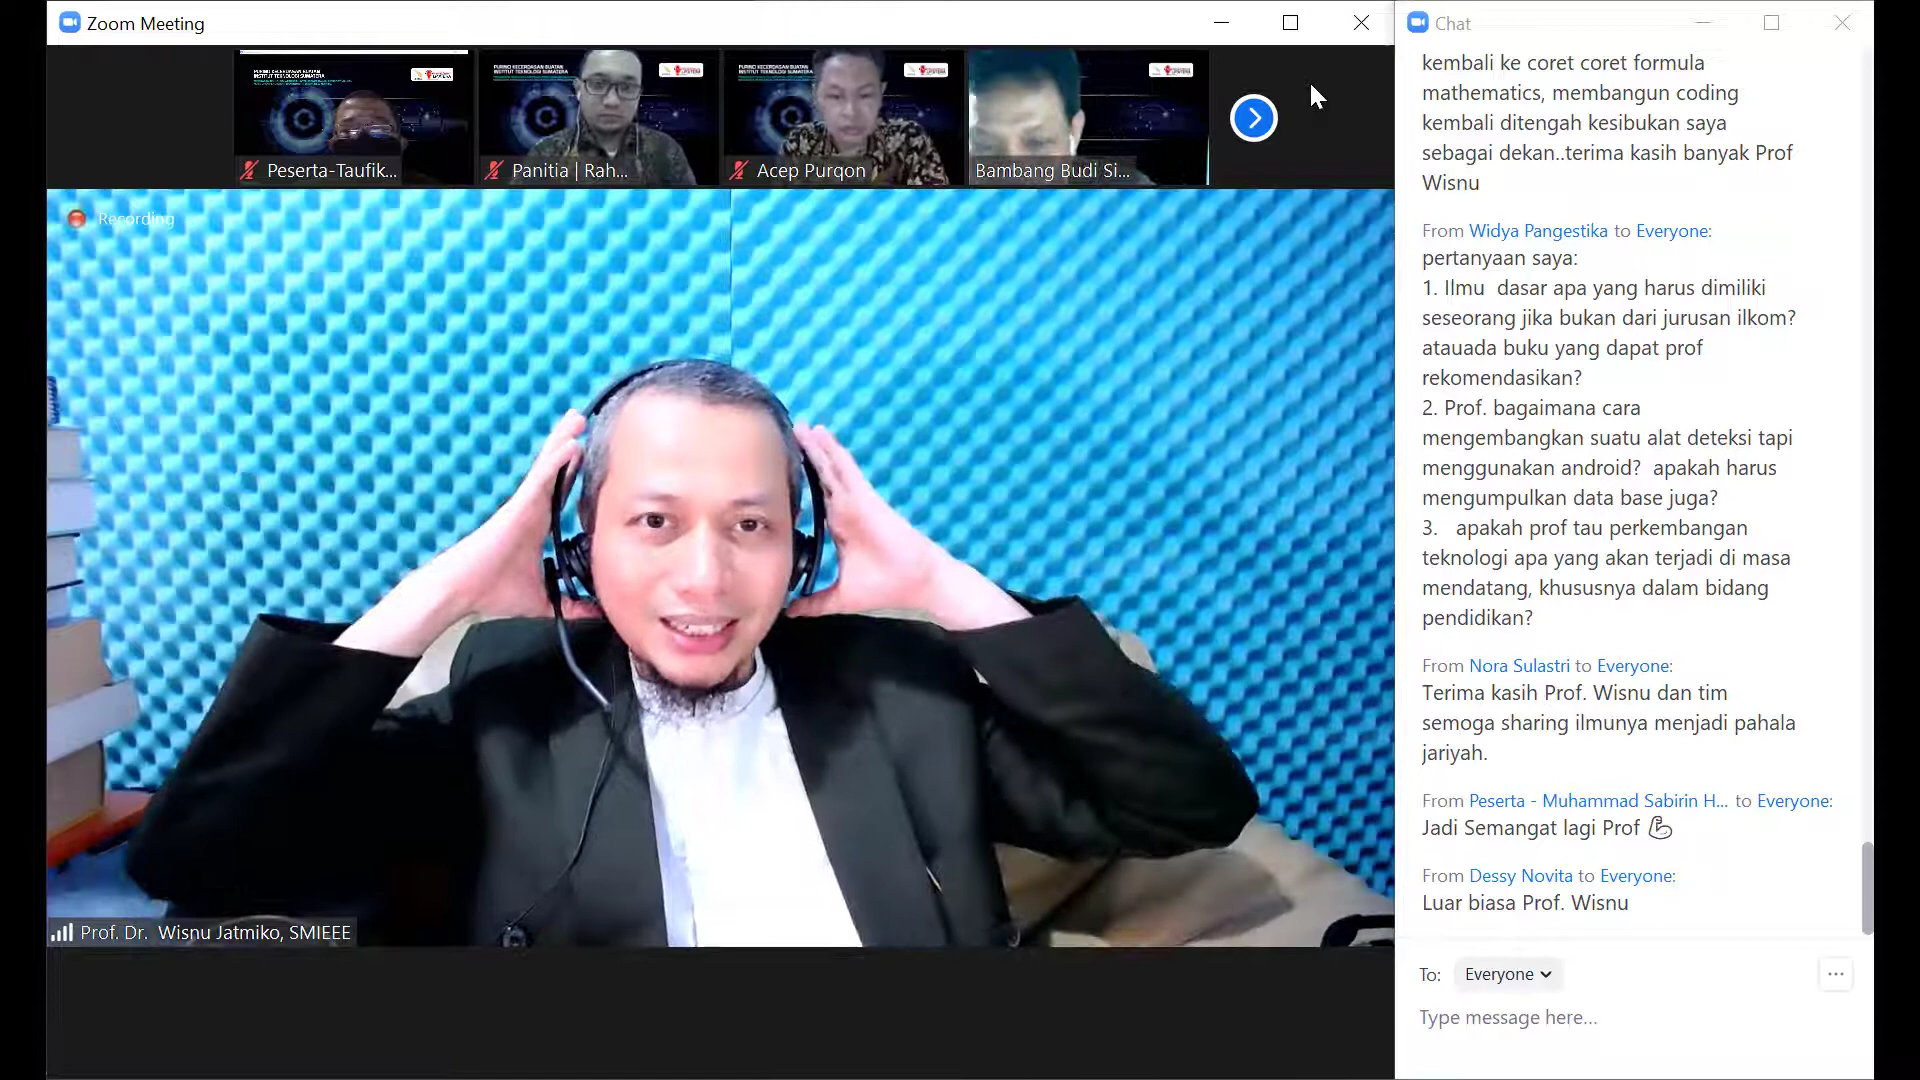 Zoom Meeting
PURINO KECERDASAN BUATAN
INSTITUT TEKNOLOGI SUMATERA
Peserta-Taufik...
Panitia | Rah...
Acep Purqon
Bambang Budi Si...
Recording
Prof. Dr.  Wisnu Jatmiko, SMIEEE
Chat
kembali ke coret coret formula
mathematics, membangun coding
kembali ditengah kesibukan saya
sebagai dekan..terima kasih banyak Prof
Wisnu
From Widya Pangestika to Everyone:
pertanyaan saya:
1. Ilmu  dasar apa yang harus dimiliki
seseorang jika bukan dari jurusan ilkom?
atauada buku yang dapat prof
rekomendasikan?
2. Prof. bagaimana cara
mengembangkan suatu alat deteksi tapi
menggunakan android?  apakah harus
mengumpulkan data base juga?
3.   apakah prof tau perkembangan
teknologi apa yang akan terjadi di masa
mendatang, khususnya dalam bidang
pendidikan?
From Nora Sulastri to Everyone:
Terima kasih Prof. Wisnu dan tim
semoga sharing ilmunya menjadi pahala
jariyah.
From Peserta - Muhammad Sabirin H... to Everyone:
Jadi Semangat lagi Prof 💪
From Dessy Novita to Everyone:
Luar biasa Prof. Wisnu
To: Everyone
Type message here...